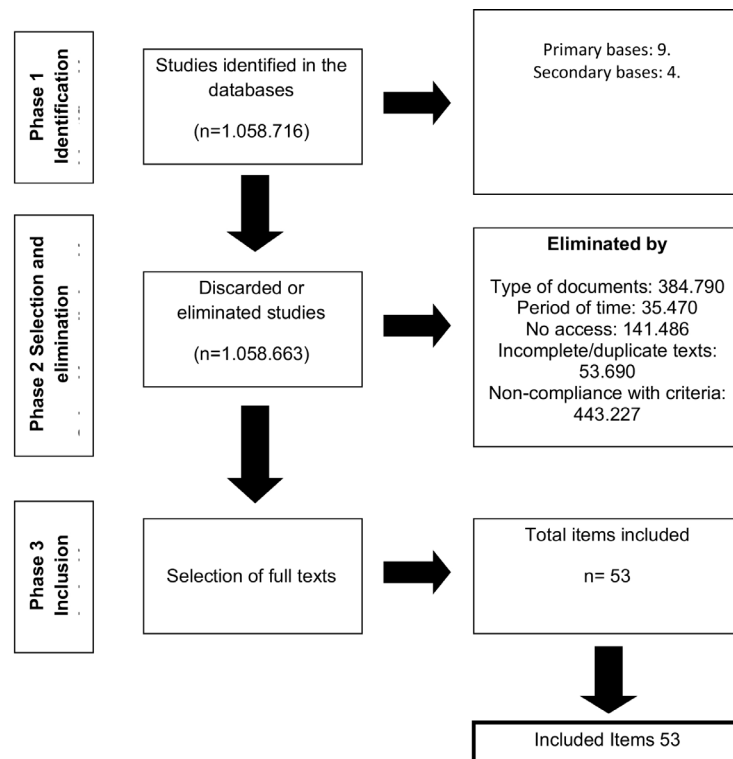 Phase 1
Identification
Studies identified in the
databases
(n=1.058.716)
Primary bases: 9.
Secondary bases: 4.
Phase 2 Selection and
elimination
Discarded or
eliminated studies
(n=1.058.663)
Eliminated by
Type of documents: 384.790
Period of time: 35.470
No access: 141.486
Incomplete/duplicate texts:
53.690
Non-compliance with criteria:
443.227
Phase 3
Inclusion
Selection of full texts
Total items included
n= 53
Included Items 53